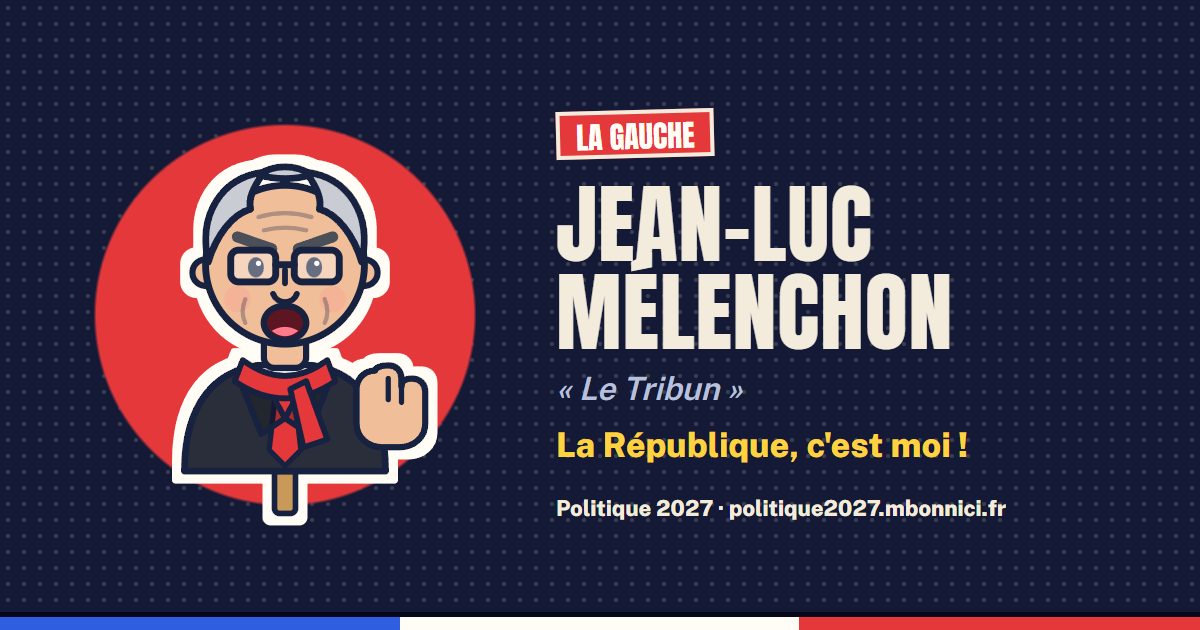 LA GAUCHE
JEAN-LUC
MÉLENCHON
« Le Tribun »
La République, c'est moi !
Politique 2027 · politique2027.mbonnici.fr